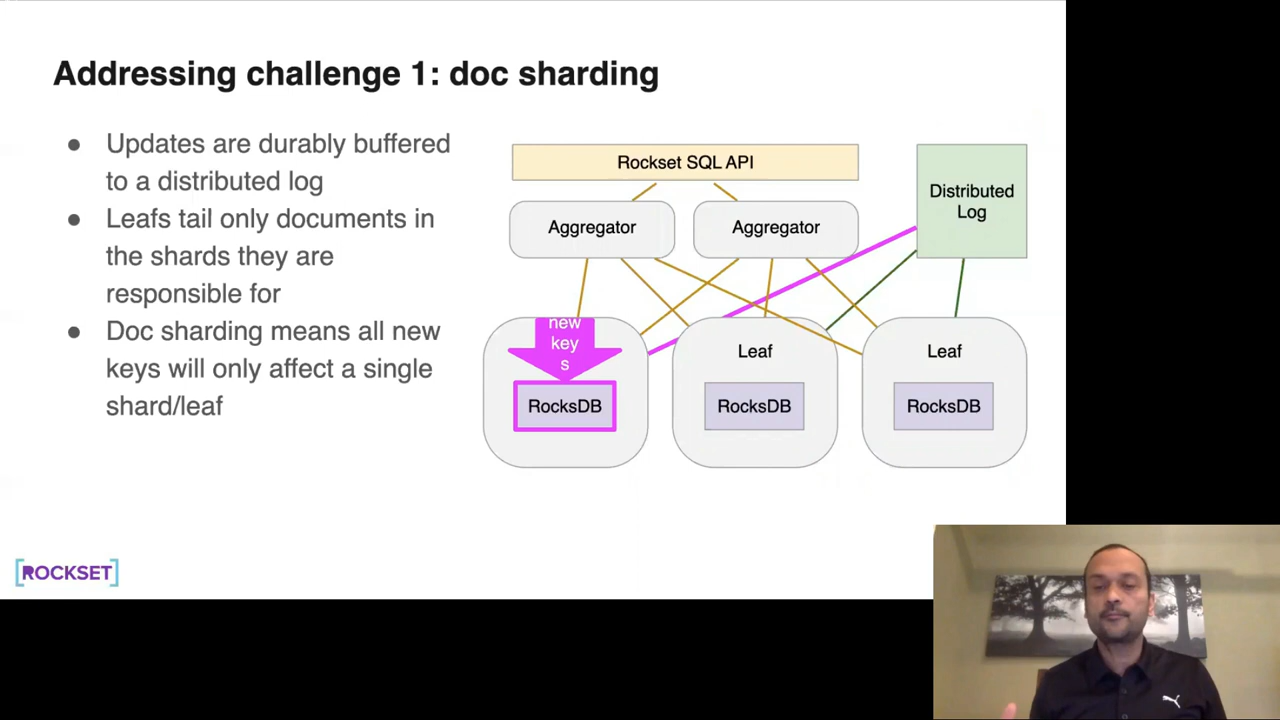 Addressing challenge 1: doc sharding
● Updates are durably buffered
to a distributed log
● Leafs tail only documents in
the shards they are
responsible for
● Doc sharding means all new
keys will only affect a single
shard/leaf
Rockset SQL API
Aggregator
Aggregator
Distributed
Log
new
key
s
RocksDB
Leaf
RocksDB
Leaf
RocksDB
[ROCKSET]